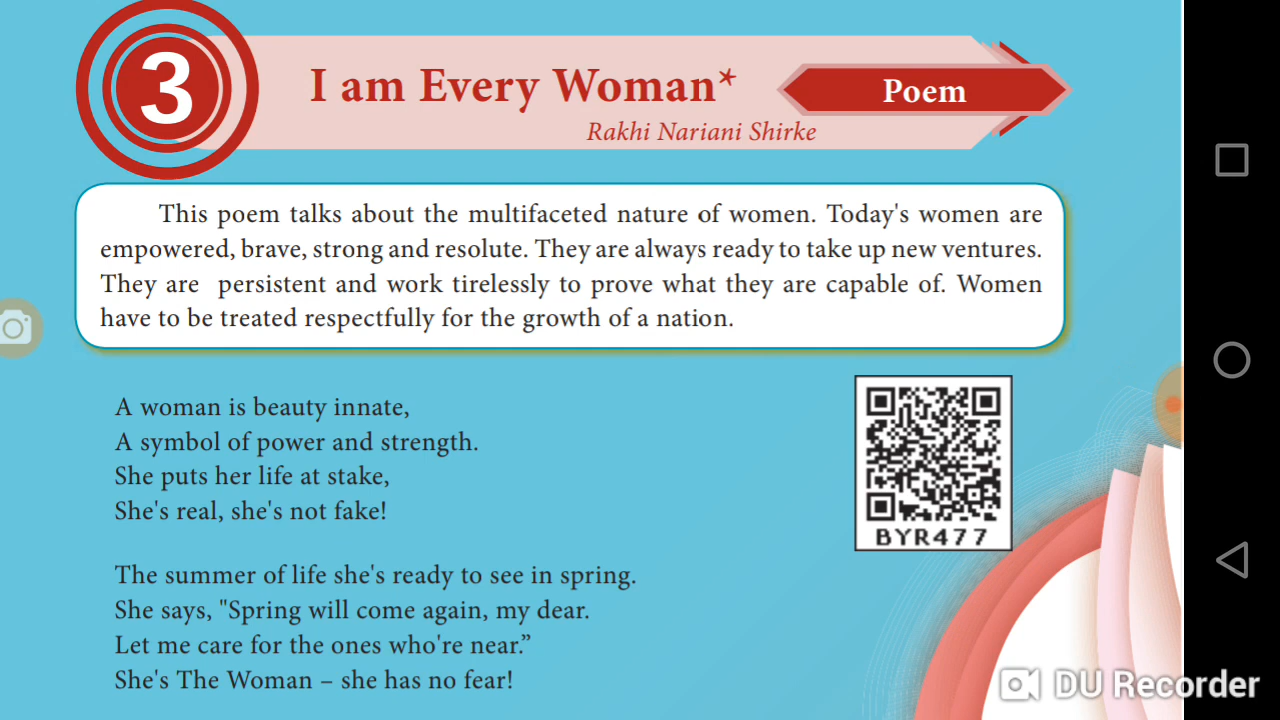 3
I am Every Woman*
Poem
Rakhi Nariani Shirke
This poem talks about the multifaceted nature of women. Today's women are
empowered, brave, strong and resolute. They are always ready to take up new ventures.
They are persistent and work tirelessly to prove what they are capable of. Women
have to be treated respectfully for the growth of a nation.
A woman is beauty innate,
A symbol of power and strength.
She puts her life at stake,
She's real, she's not fake!
BYR477
The summer of life she's ready to see in spring.
She says, "Spring will come again, my dear.
Let me care for the ones who're near.”
She's The Woman – she has no fear!
DU Recorder